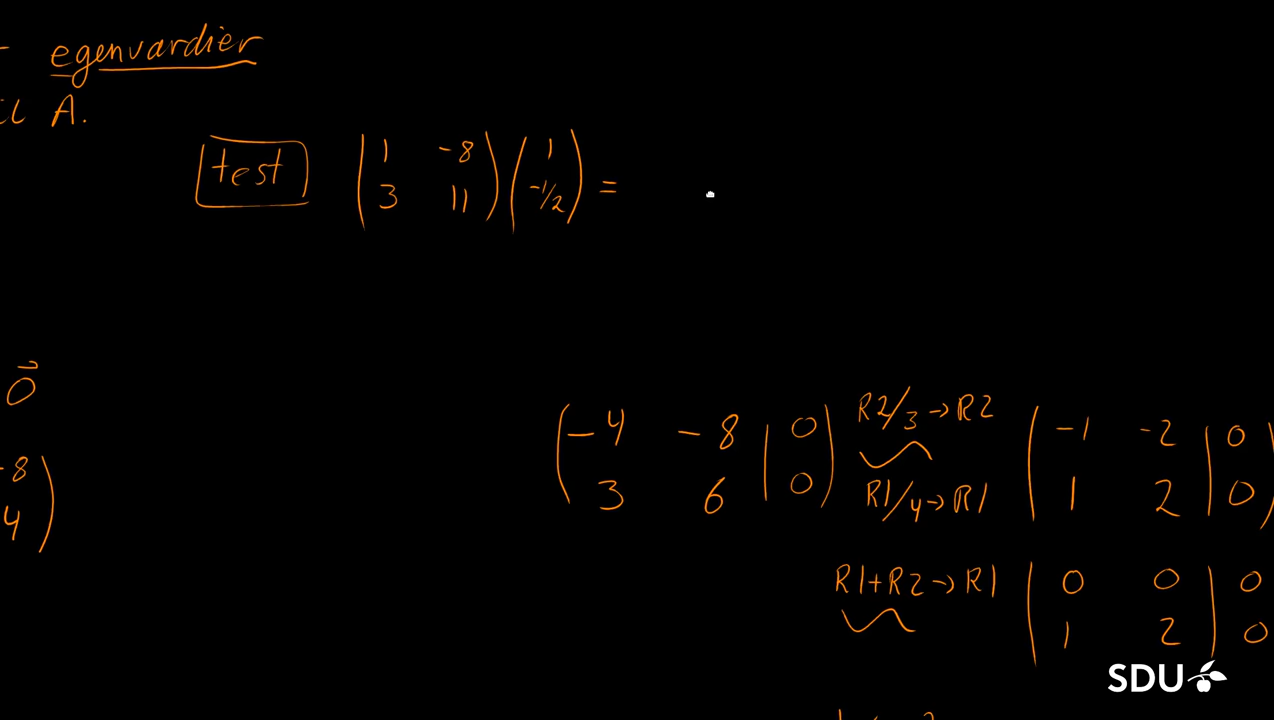 - egenvardier
il A.
test ( 1 -8 ) ( 1 ) =
( 3 11 ) ( -1/2 )
0⃗
-8 )
4 )
( -4 -8 | 0 ) R2/3 → R2 ( -1 -2 | 0 )
( 3 6 | 0 ) R1/4 → R1 ( 1 2 | 0 )
R1+R2 → R1 ( 0 0 | 0
( 1 2 | 0
SDU